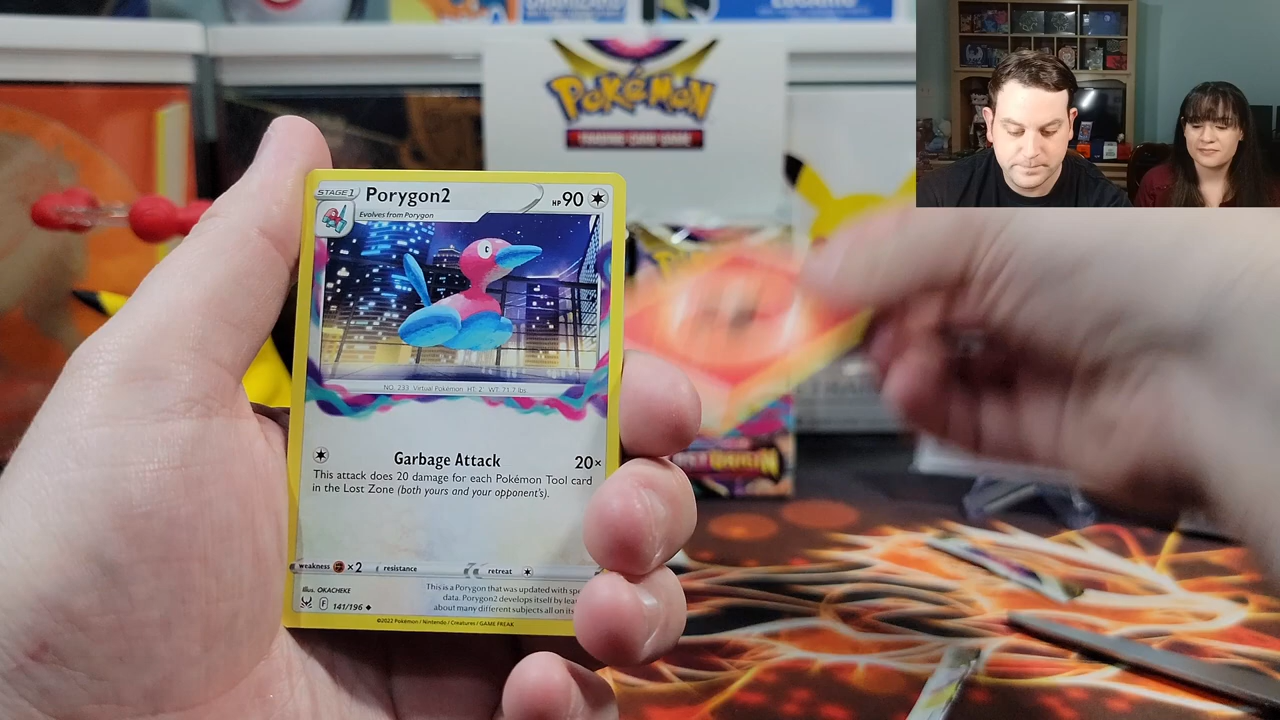 POKÉMON
TRADING CARD GAME
STAGE 1
Porygon2
HP 90
Evolves from Porygon
NO. 233 Virtual Pokémon HT: 2' WT: 71.7 lbs
Garbage Attack 20×
This attack does 20 damage for each Pokémon Tool card
in the Lost Zone (both yours and your opponent's).
weakness ×2 resistance retreat
Illus. OKACHEKE
This is a Porygon that was updated with
data. Porygon2 develops itself by
about many different subjects all on
F 141/196
©2022 Pokémon / Nintendo / Creatures / GAME FREAK
ORIGIN